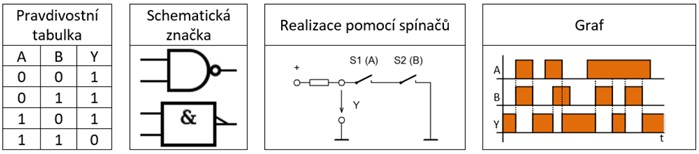 Pravdivostní
tabulka
A B Y
0 0 1
0 1 1
1 0 1
1 1 0
Schematická
značka
&
Realizace pomocí spínačů
S1 (A) S2 (B)
+
Y
Graf
A
B
Y
t